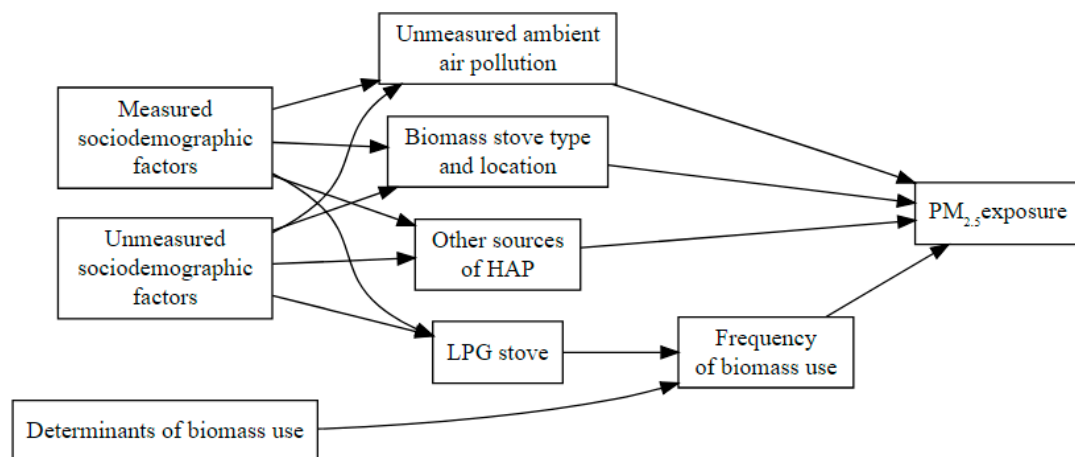 Unmeasured ambient
air pollution
Measured
sociodemographic
factors
Biomass stove type
and location
PM2.5exposure
Unmeasured
sociodemographic
factors
Other sources
of HAP
LPG stove
Frequency
of biomass use
Determinants of biomass use